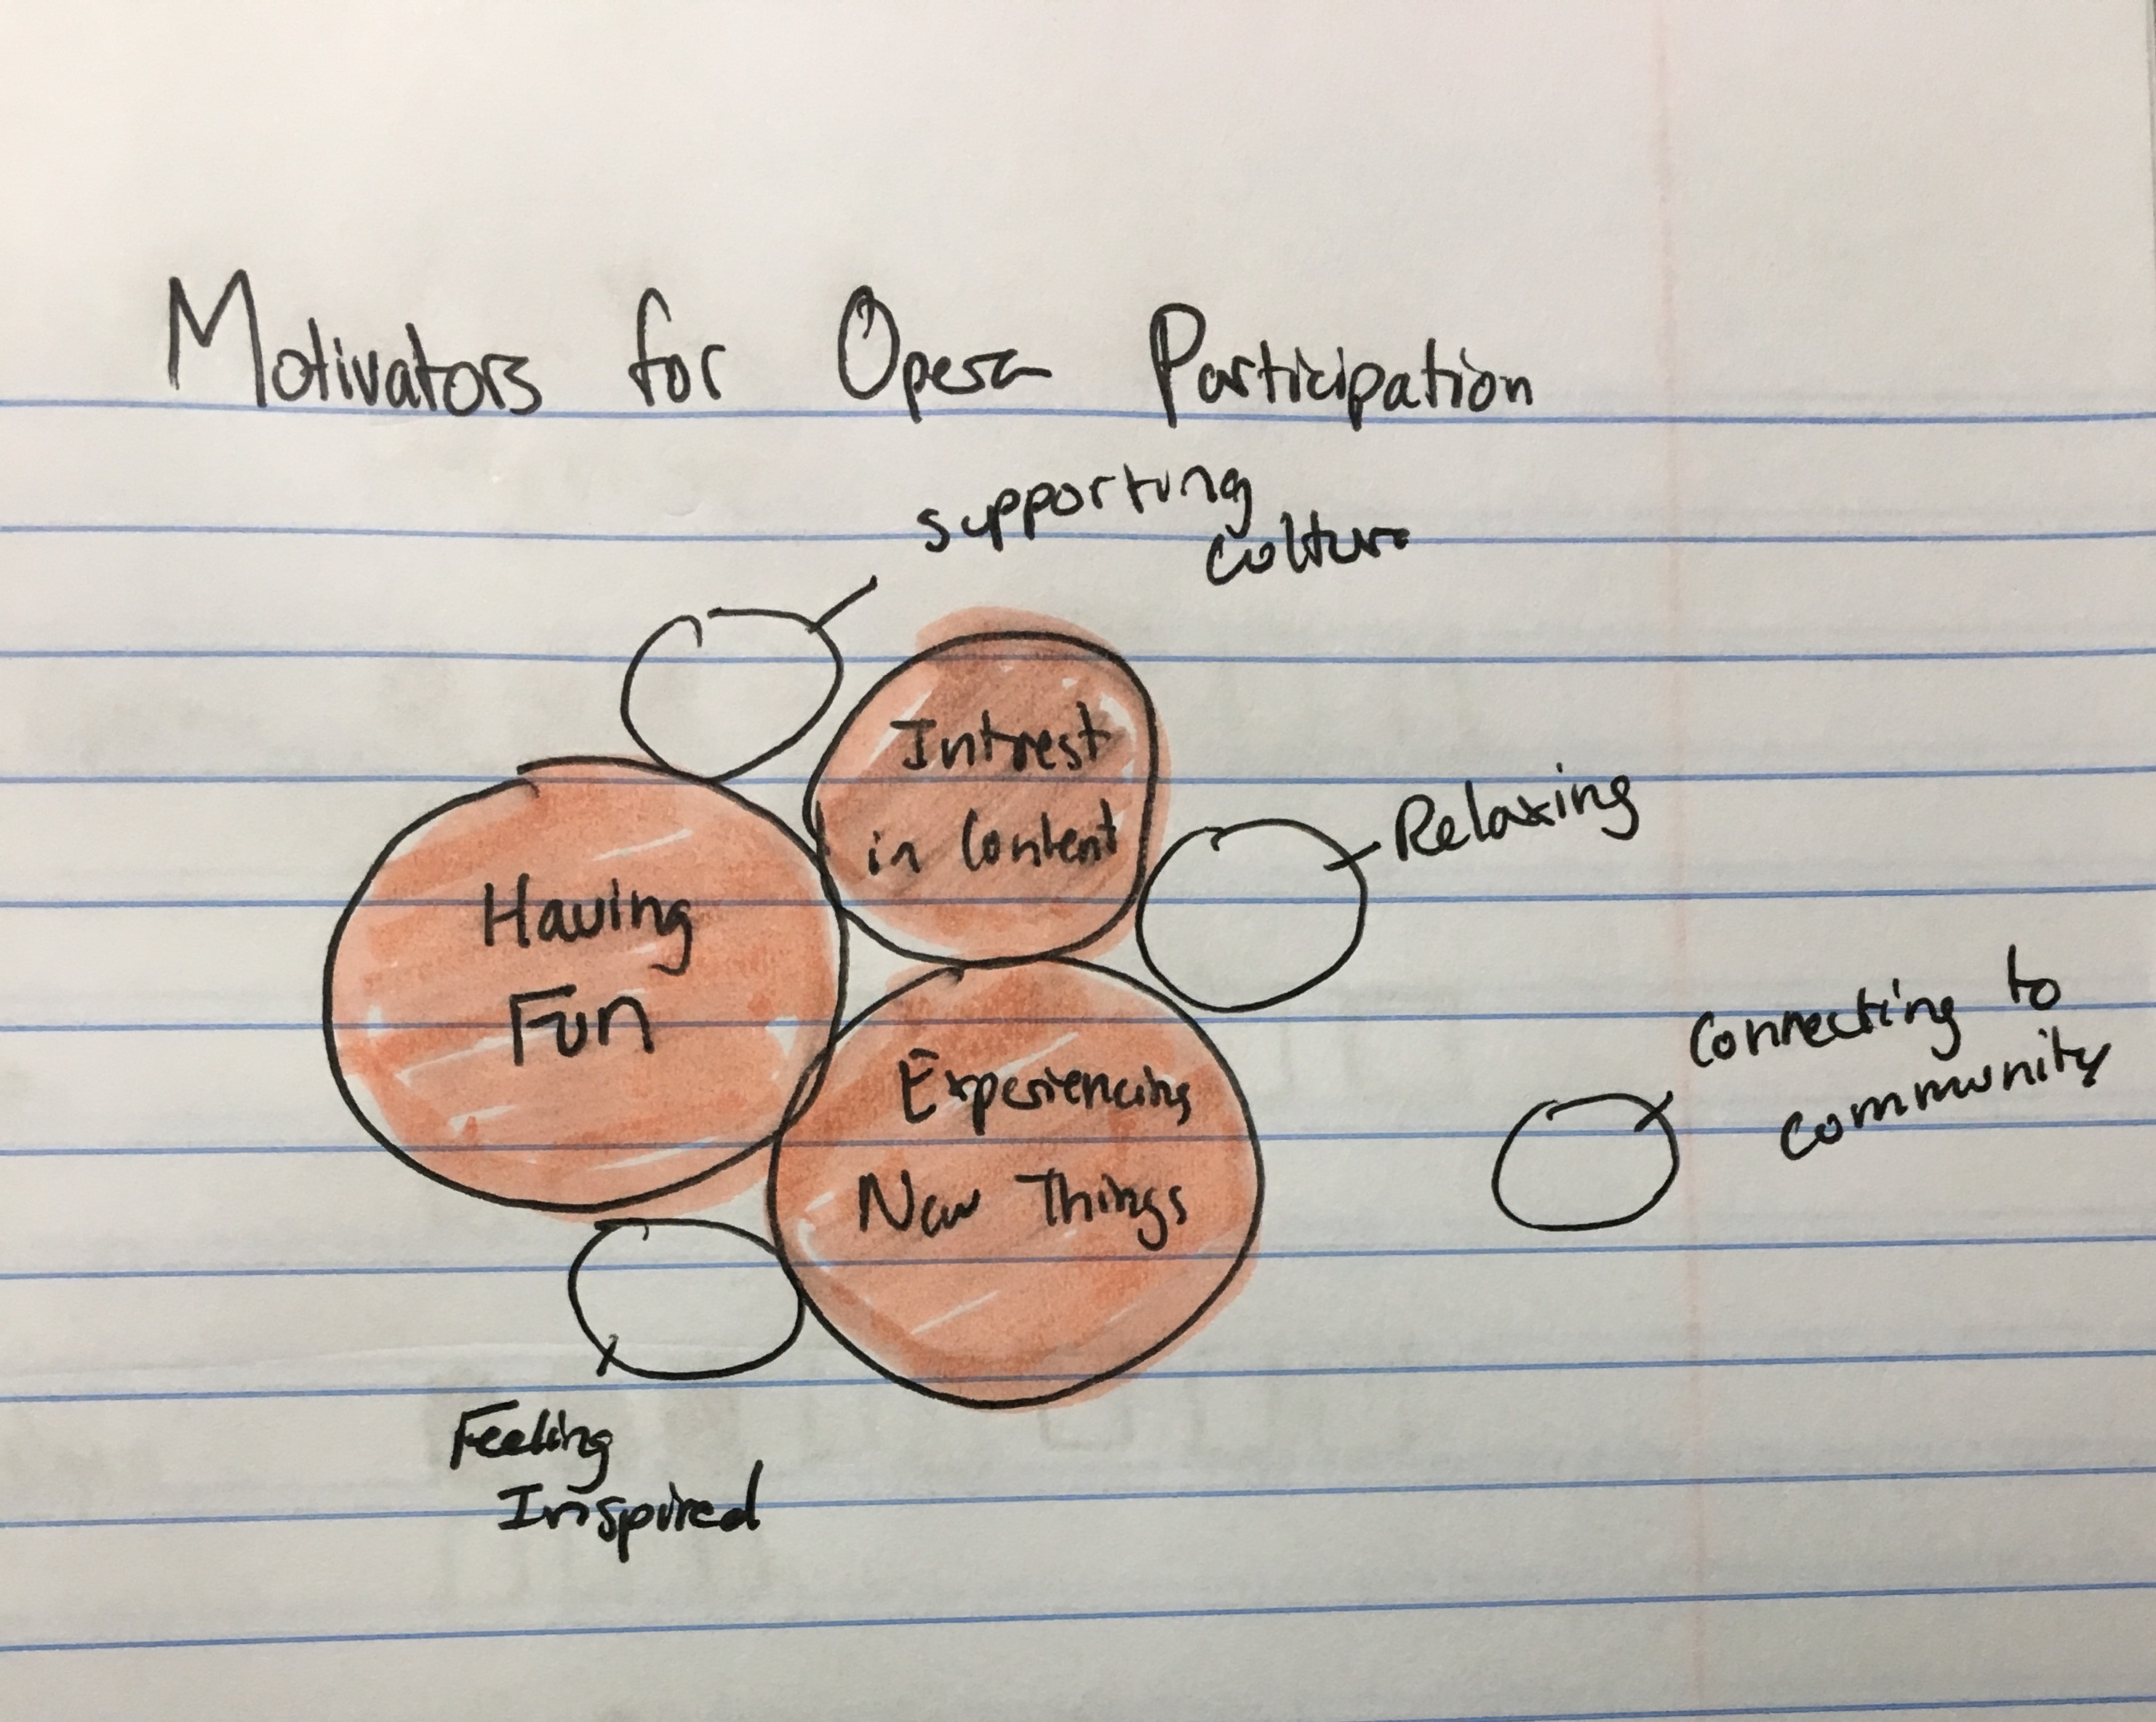 Motivators for Opera Participation
supporting
culture
Intrest
in Content
Relaxing
Having
Fun
connecting to
community
Experiencing
New Things
Feeling
Inspired